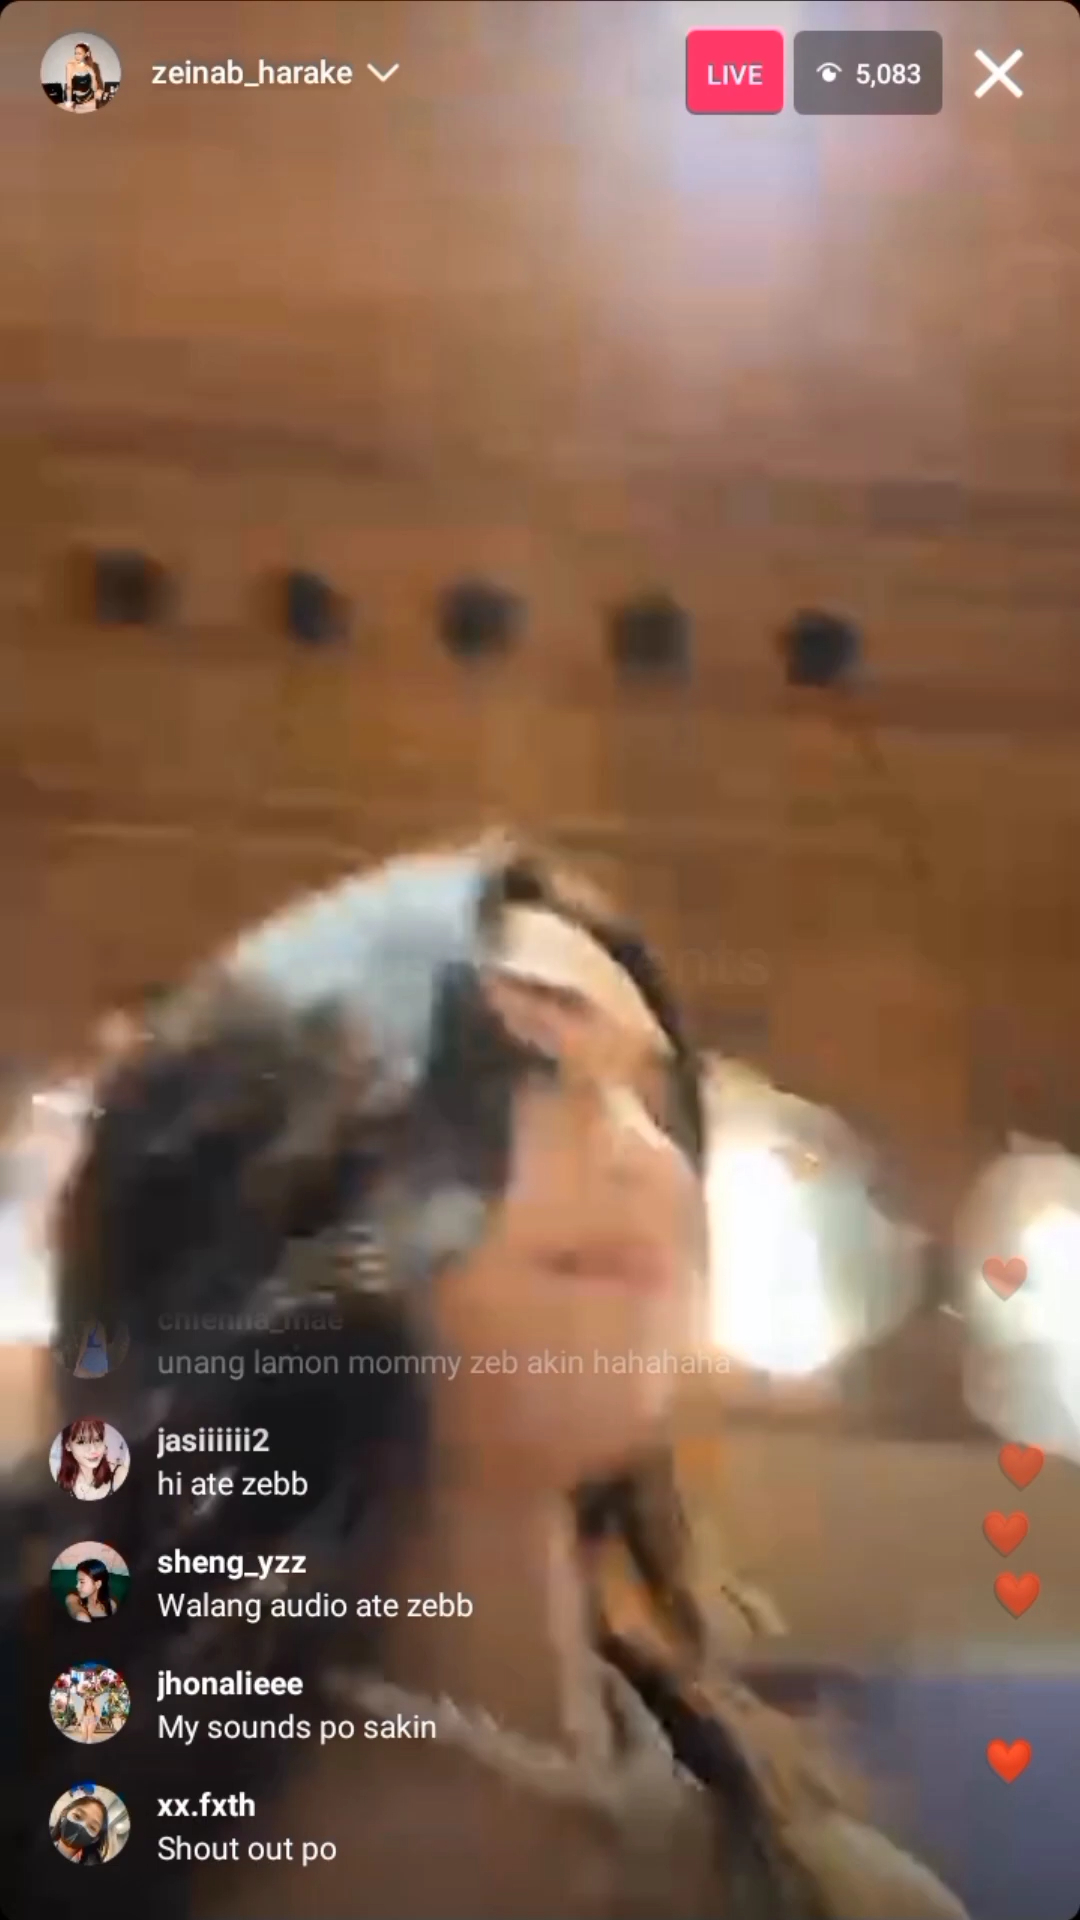 zeinab_harake
LIVE
5,083
chienna_mae
unang lamon mommy zeb akin hahahaha
jasiiiiii2
hi ate zebb
sheng_yzz
Walang audio ate zebb
jhonalieee
My sounds po sakin
xx.fxth
Shout out po